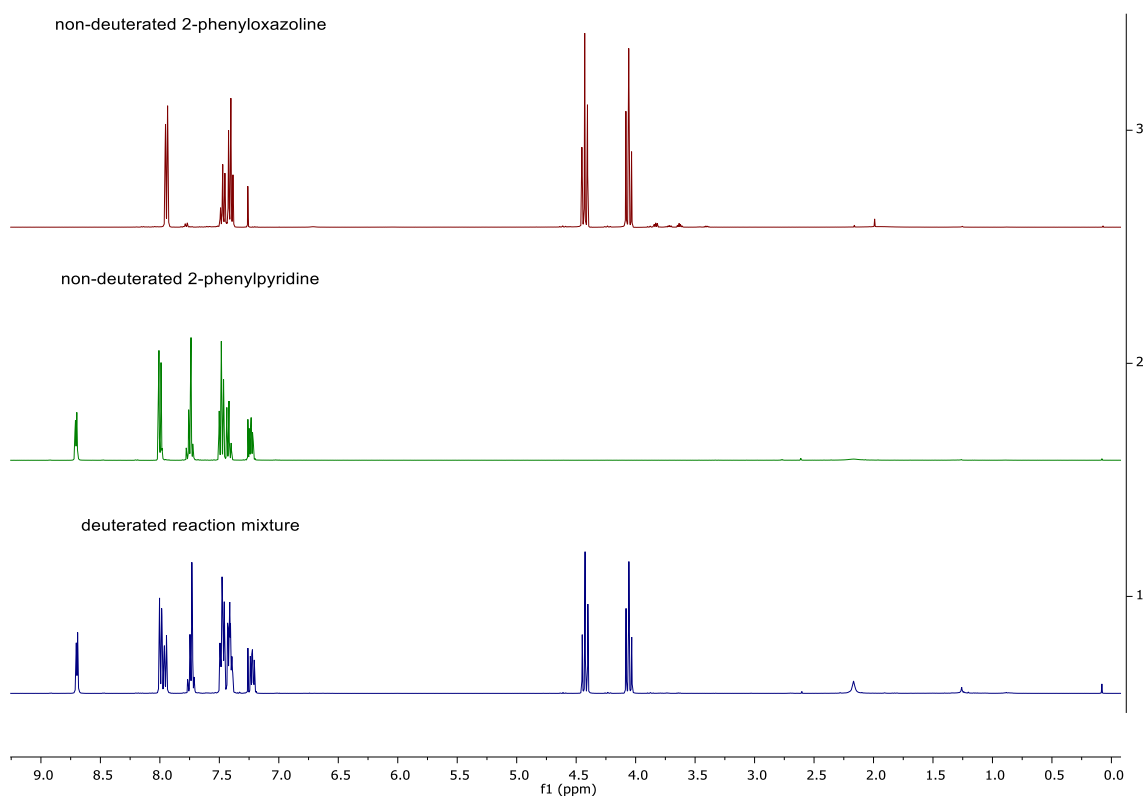 non-deuterated 2-phenyloxazoline
3
non-deuterated 2-phenylpyridine
2
deuterated reaction mixture
1
9.0 8.5 8.0 7.5 7.0 6.5 6.0 5.5 5.0 4.5 4.0 3.5 3.0 2.5 2.0 1.5 1.0 0.5 0.0
f1 (ppm)